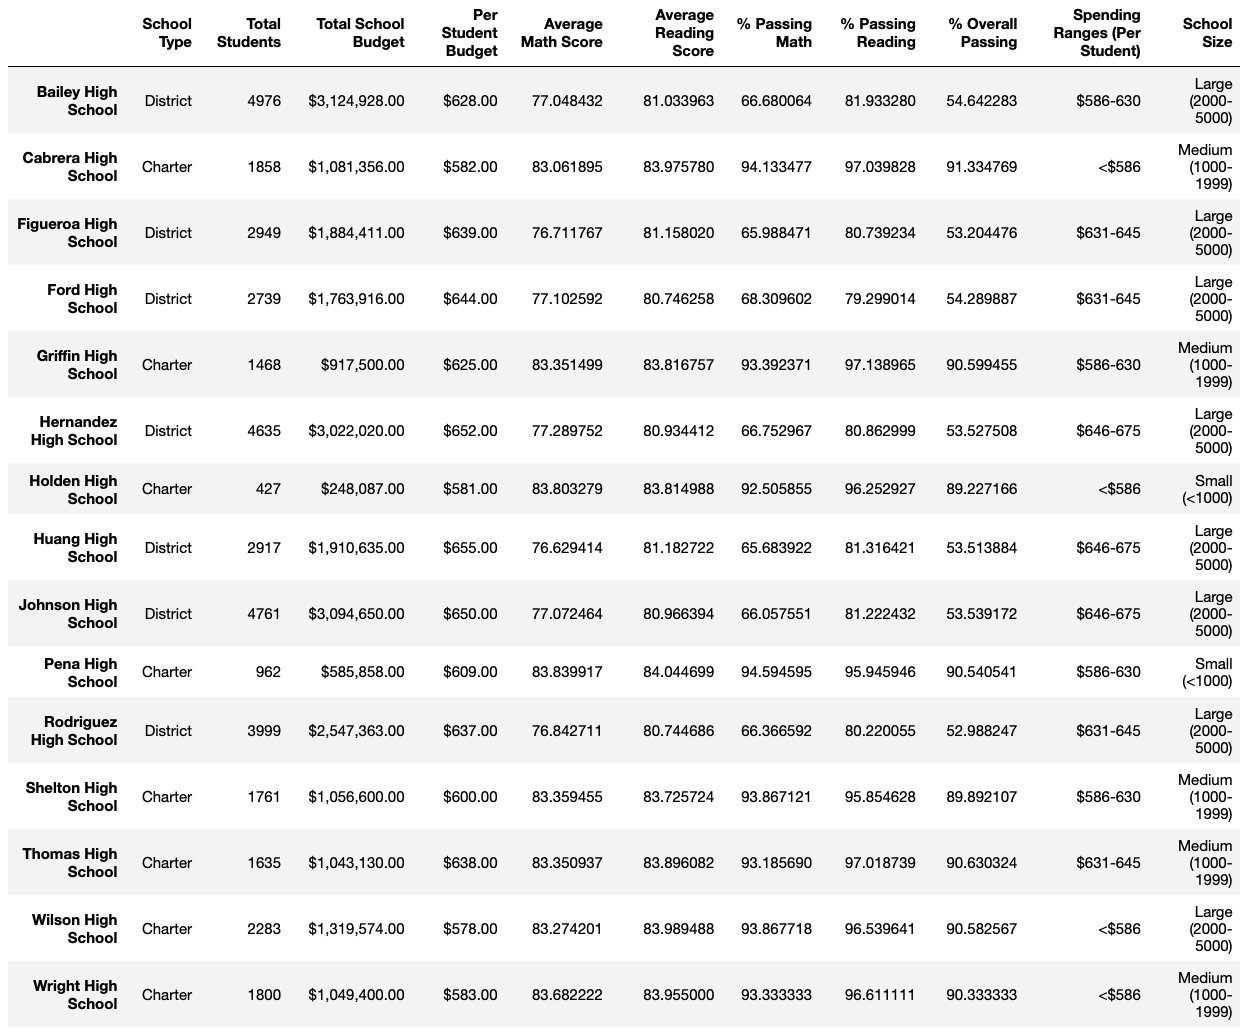 School Type Total Students Total School Budget Per Student Budget Average Math Score Average Reading Score % Passing Math % Passing Reading % Overall Passing Spending Ranges (Per Student) School Size
Bailey High School District 4976 $3,124,928.00 $628.00 77.048432 81.033963 66.680064 81.933280 54.642283 $586-630 Large (2000-5000)
Cabrera High School Charter 1858 $1,081,356.00 $582.00 83.061895 83.975780 94.133477 97.039828 91.334769 <$586 Medium (1000-1999)
Figueroa High School District 2949 $1,884,411.00 $639.00 76.711767 81.158020 65.988471 80.739234 53.204476 $631-645 Large (2000-5000)
Ford High School District 2739 $1,763,916.00 $644.00 77.102592 80.746258 68.309602 79.299014 54.289887 $631-645 Large (2000-5000)
Griffin High School Charter 1468 $917,500.00 $625.00 83.351499 83.816757 93.392371 97.138965 90.599455 $586-630 Medium (1000-1999)
Hernandez High School District 4635 $3,022,020.00 $652.00 77.289752 80.934412 66.752967 80.862999 53.527508 $646-675 Large (2000-5000)
Holden High School Charter 427 $248,087.00 $581.00 83.803279 83.814988 92.505855 96.252927 89.227166 <$586 Small (<1000)
Huang High School District 2917 $1,910,635.00 $655.00 76.629414 81.182722 65.683922 81.316421 53.513884 $646-675 Large (2000-5000)
Johnson High School District 4761 $3,094,650.00 $650.00 77.072464 80.966394 66.057551 81.222432 53.539172 $646-675 Large (2000-5000)
Pena High School Charter 962 $585,858.00 $609.00 83.839917 84.044699 94.594595 95.945946 90.540541 $586-630 Small (<1000)
Rodriguez High School District 3999 $2,547,363.00 $637.00 76.842711 80.744686 66.366592 80.220055 52.988247 $631-645 Large (2000-5000)
Shelton High School Charter 1761 $1,056,600.00 $600.00 83.359455 83.725724 93.867121 95.854628 89.892107 $586-630 Medium (1000-1999)
Thomas High School Charter 1635 $1,043,130.00 $638.00 83.350937 83.896082 93.185690 97.018739 90.630324 $631-645 Medium (1000-1999)
Wilson High School Charter 2283 $1,319,574.00 $578.00 83.274201 83.989488 93.867718 96.539641 90.582567 <$586 Large (2000-5000)
Wright High School Charter 1800 $1,049,400.00 $583.00 83.682222 83.955000 93.333333 96.611111 90.333333 <$586 Medium (1000-1999)